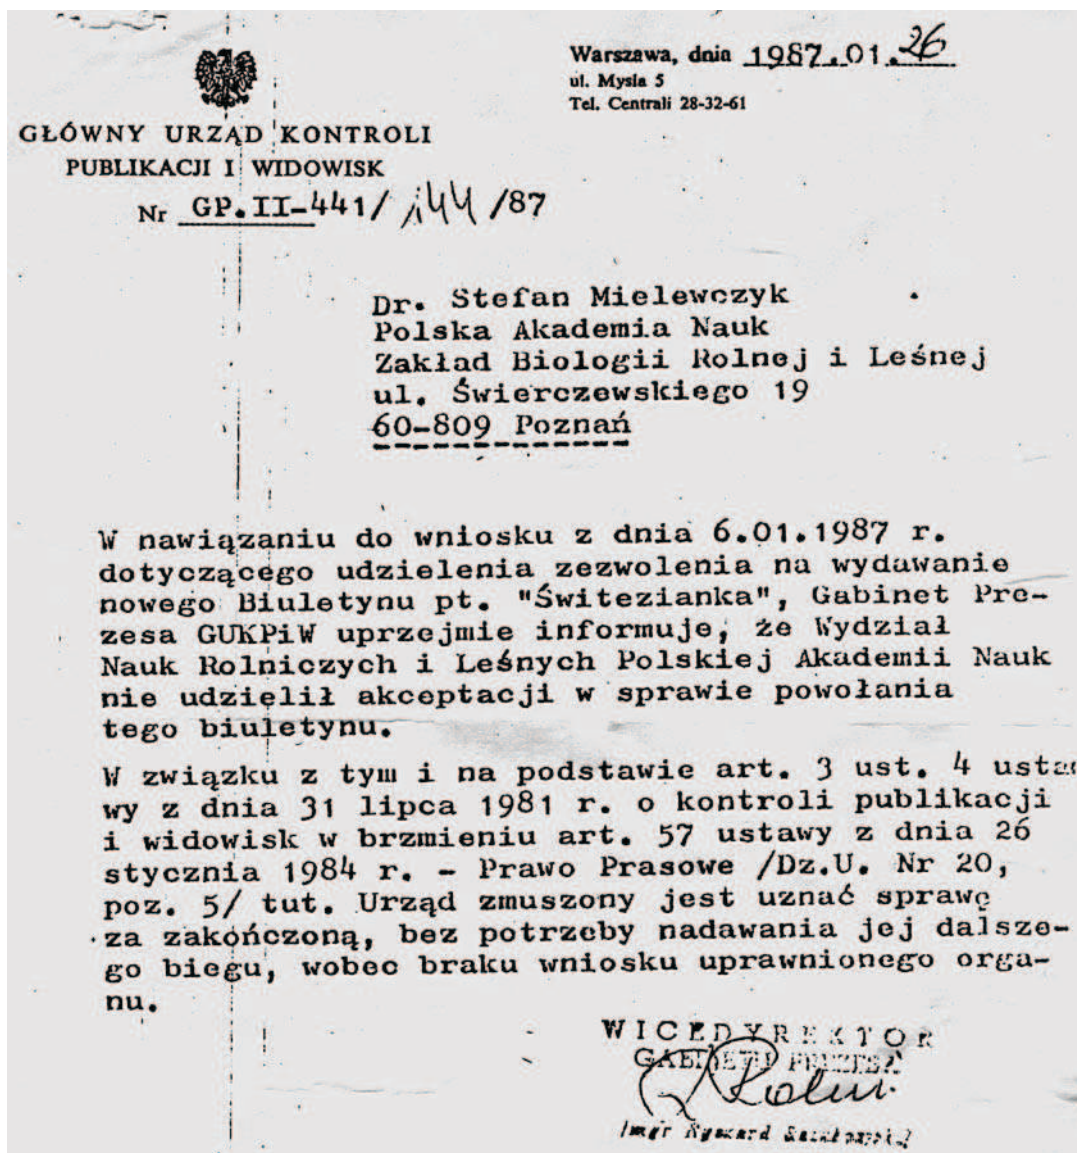 Warszawa, dnia 1987.01.26
ul. Mysia 5
Tel. Centrali 28-32-61
GŁÓWNY URZĄD KONTROLI
PUBLIKACJI I WIDOWISK
Nr GP.II-441/144/87
Dr. Stefan Mielewczyk
Polska Akademia Nauk
Zakład Biologii Rolnej i Leśnej
ul. Świerczewskiego 19
60-809 Poznań
W nawiązaniu do wniosku z dnia 6.01.1987 r.
dotyczącego udzielenia zezwolenia na wydawanie
nowego Biuletynu pt. "Świtezianka", Gabinet Pre-
zesa GUKPiW uprzejmie informuje, że Wydział
Nauk Rolniczych i Leśnych Polskiej Akademii Nauk
nie udzielił akceptacji w sprawie powołania
tego biuletynu.
W związku z tym i na podstawie art. 3 ust. 4 usta
wy z dnia 31 lipca 1981 r. o kontroli publikacji
i widowisk w brzmieniu art. 57 ustawy z dnia 26
stycznia 1984 r. - Prawo Prasowe /Dz.U. Nr 20,
poz. 5/ tut. Urząd zmuszony jest uznać sprawę
za zakończoną, bez potrzeby nadawania jej dalsze-
go biegu, wobec braku wniosku uprawnionego orga-
nu.
WICEDYREKTOR
GABINETU PREZESA
mgr Ryszard